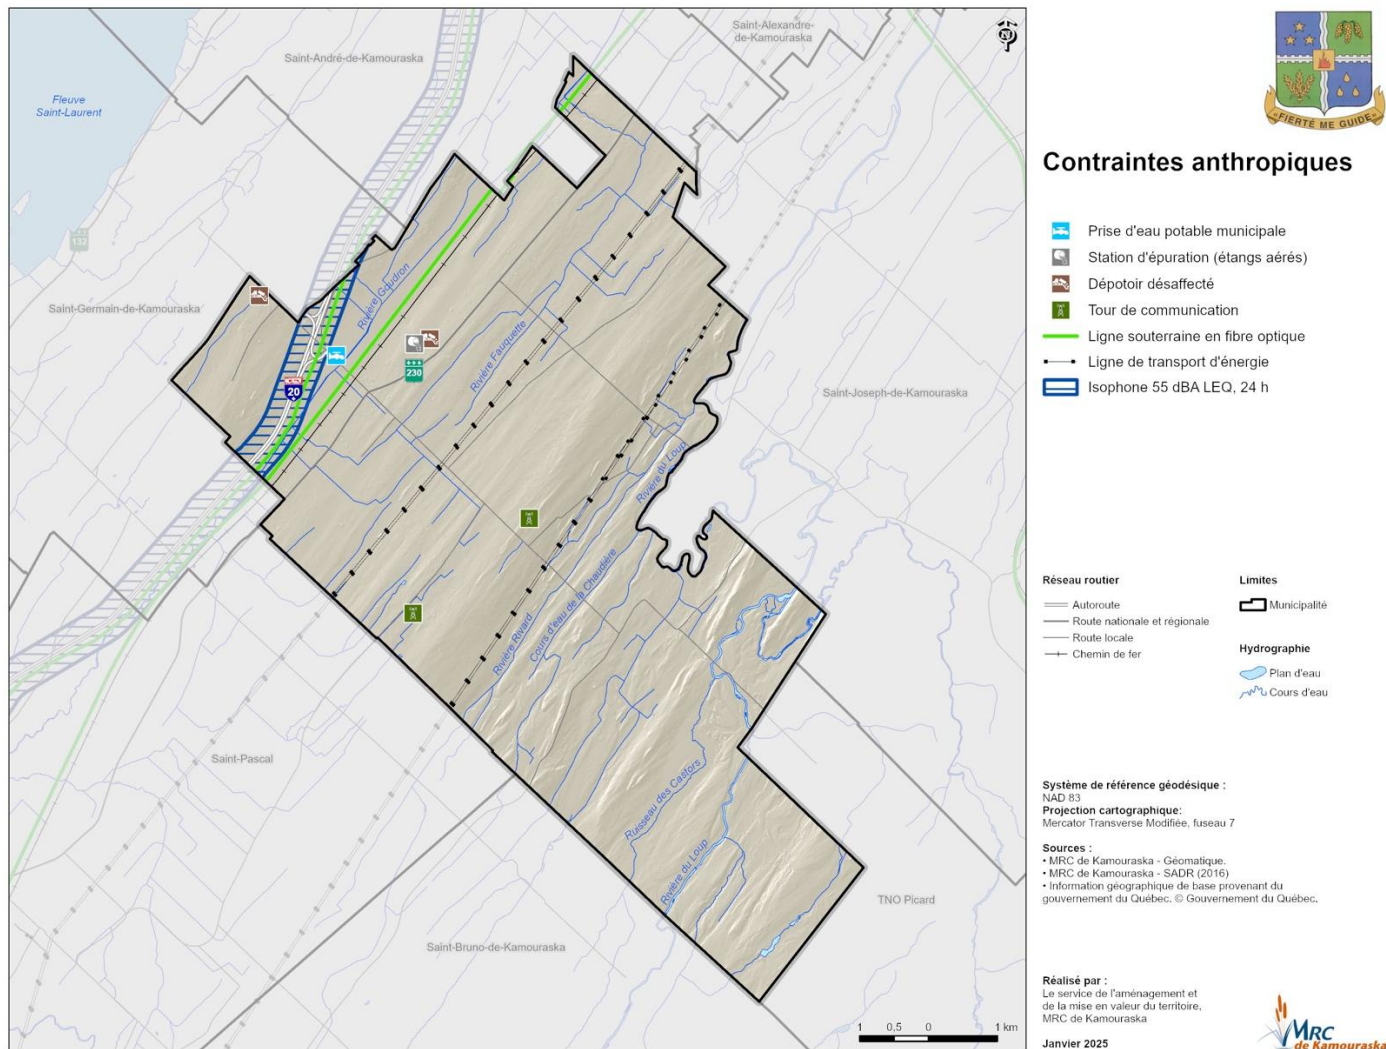 Saint-Alexandre-
de-Kamouraska
Saint-André-de-Kamouraska
N
Fleuve
Saint-Laurent
132
Saint-Germain-de-Kamouraska
Rivière Goudron
20
230
Rivière Fauquette
Saint-Joseph-de-Kamouraska
Rivière du Loup
Rivière Rivard
Cours d'eau de la Chaudière
Saint-Pascal
Ruisseau des Castors
Rivière du Loup
TNO Picard
Saint-Bruno-de-Kamouraska
1 0,5 0 1 km
«FIERTÉ ME GUIDE»
Contraintes anthropiques
Prise d'eau potable municipale
Station d'épuration (étangs aérés)
Dépotoir désaffecté
Tour de communication
Ligne souterraine en fibre optique
Ligne de transport d'énergie
Isophone 55 dBA LEQ, 24 h
Réseau routier
Autoroute
Route nationale et régionale
Route locale
Chemin de fer
Limites
Municipalité
Hydrographie
Plan d'eau
Cours d'eau
Système de référence géodésique :
NAD 83
Projection cartographique:
Mercator Transverse Modifiée, fuseau 7
Sources :
• MRC de Kamouraska - Géomatique.
• MRC de Kamouraska - SADR (2016)
• Information géographique de base provenant du
gouvernement du Québec. © Gouvernement du Québec.
Réalisé par :
Le service de l'aménagement et
de la mise en valeur du territoire,
MRC de Kamouraska
Janvier 2025
MRC
de Kamouraska